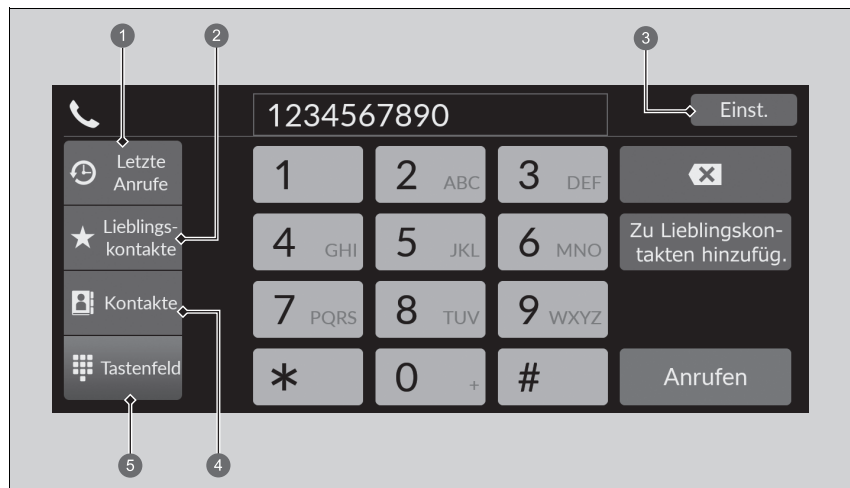 1 2 3
1234567890 Einst.
Letzte
Anrufe
1 2 ABC 3 DEF
Lieblings-
kontakte
4 GHI 5 JKL 6 MNO
Zu Lieblingskon-
takten hinzufüg.
Kontakte
7 PQRS 8 TUV 9 WXYZ
Tastenfeld
* 0 + # Anrufen
5 4